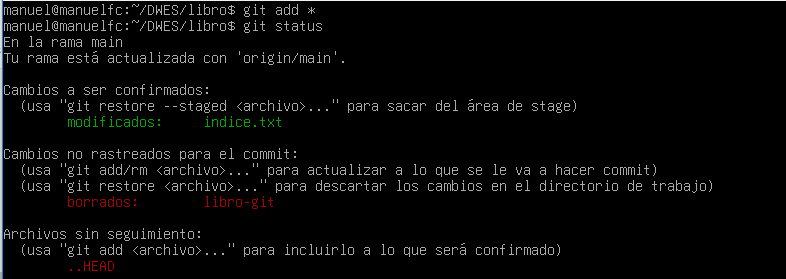 manuel@manuelfc:~/DWES/libro$ git add *
manuel@manuelfc:~/DWES/libro$ git status
En la rama main
Tu rama está actualizada con 'origin/main'.
Cambios a ser confirmados:
(usa "git restore --staged <archivo>..." para sacar del área de stage)
modificados: indice.txt
Cambios no rastreados para el commit:
(usa "git add/rm <archivo>..." para actualizar a lo que se le va a hacer commit)
(usa "git restore <archivo>..." para descartar los cambios en el directorio de trabajo)
borrados: libro-git
Archivos sin seguimiento:
(usa "git add <archivo>..." para incluirlo a lo que será confirmado)
..HEAD